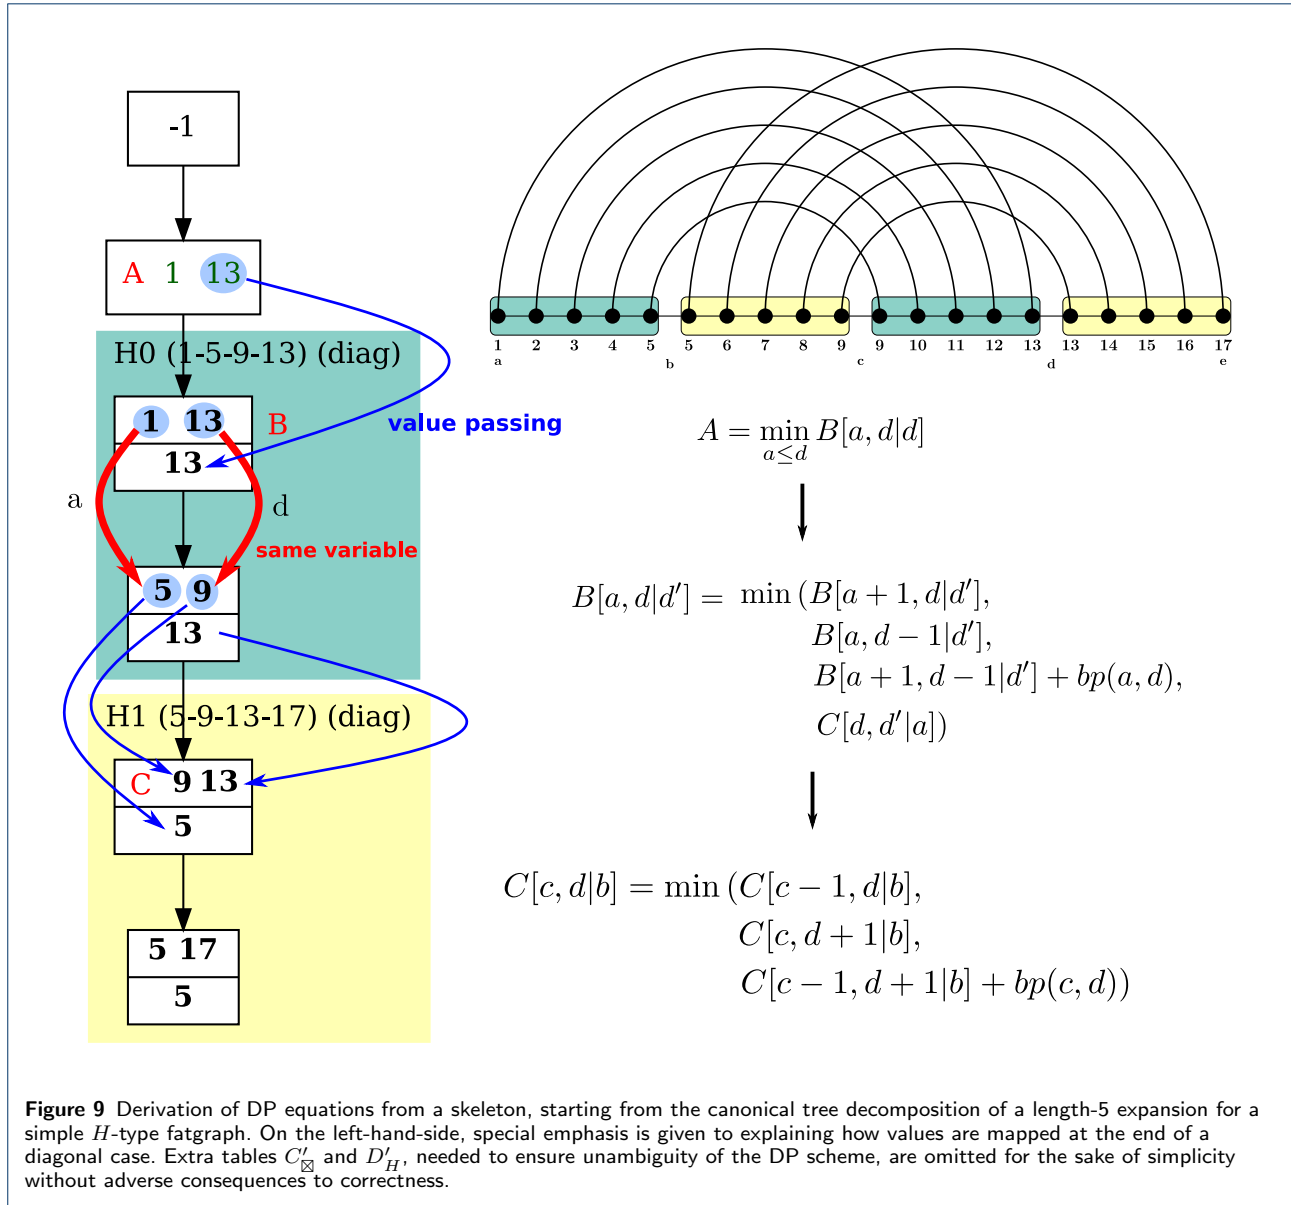 -1
A 1 13
H0 (1-5-9-13) (diag)
1 13 B
13
value passing
a d
same variable
5 9
13
H1 (5-9-13-17) (diag)
C 9 13
5
5 17
5
1 2 3 4 5 5 6 7 8 9 9 10 11 12 13 13 14 15 16 17
a b c d e
A = min B[a, d|d]
a≤d
B[a, d|d′] = min (B[a + 1, d|d′],
B[a, d − 1|d′],
B[a + 1, d − 1|d′] + bp(a, d),
C[d, d′|a])
C[c, d|b] = min (C[c − 1, d|b],
C[c, d + 1|b],
C[c − 1, d + 1|b] + bp(c, d))
Figure 9 Derivation of DP equations from a skeleton, starting from the canonical tree decomposition of a length-5 expansion for a
simple H-type fatgraph. On the left-hand-side, special emphasis is given to explaining how values are mapped at the end of a
diagonal case. Extra tables C′⊠ and D′H, needed to ensure unambiguity of the DP scheme, are omitted for the sake of simplicity
without adverse consequences to correctness.